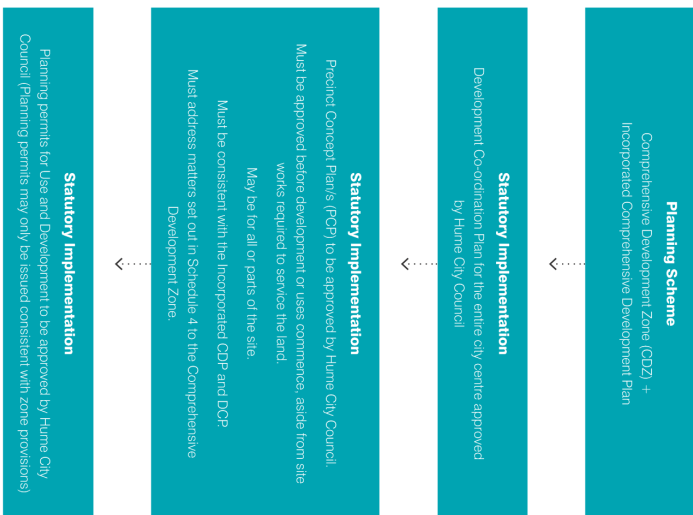 Planning Scheme
Comprehensive Development Zone (CDZ) +
Incorporated Comprehensive Development Plan
Statutory Implementation
Development Co-ordination Plan for the entire city centre approved
by Hume City Council
Statutory Implementation
Precinct Concept Plan/s (PCP) to be approved by Hume City Council.
Must be approved before development or uses commence, aside from site
works required to service the land.
May be for all or parts of the site.
Must be consistent with the Incorporated CDP and DCP.
Must address matters set out in Schedule 4 to the Comprehensive
Development Zone.
Statutory Implementation
Planning permits for Use and Development to be approved by Hume City
Council (Planning permits may only be issued consistent with zone provisions)